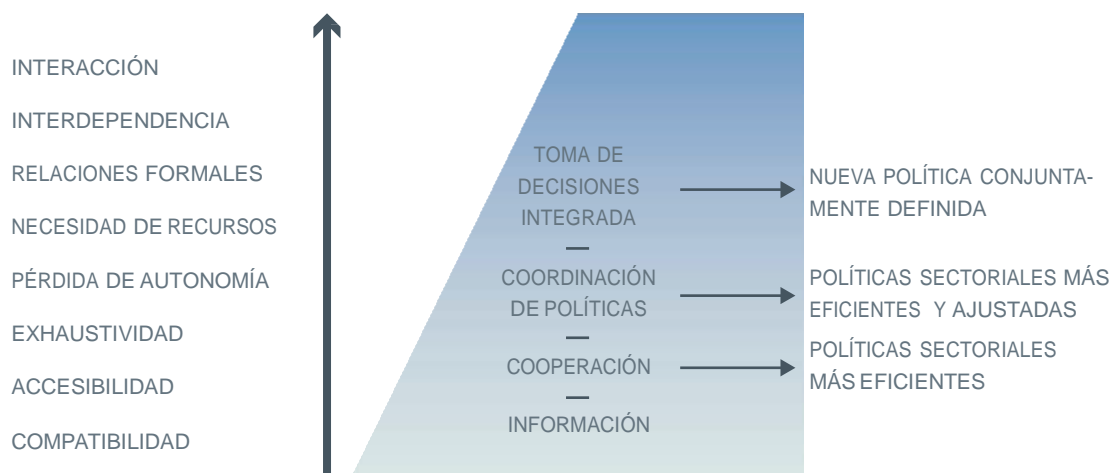 INTERACCIÓN
INTERDEPENDENCIA
RELACIONES FORMALES
NECESIDAD DE RECURSOS
PÉRDIDA DE AUTONOMÍA
EXHAUSTIVIDAD
ACCESIBILIDAD
COMPATIBILIDAD
TOMA DE
DECISIONES
INTEGRADA
COORDINACIÓN
DE POLÍTICAS
COOPERACIÓN
INFORMACIÓN
NUEVA POLÍTICA CONJUNTA-
MENTE DEFINIDA
POLÍTICAS SECTORIALES MÁS
EFICIENTES Y AJUSTADAS
POLÍTICAS SECTORIALES
MÁS EFICIENTES